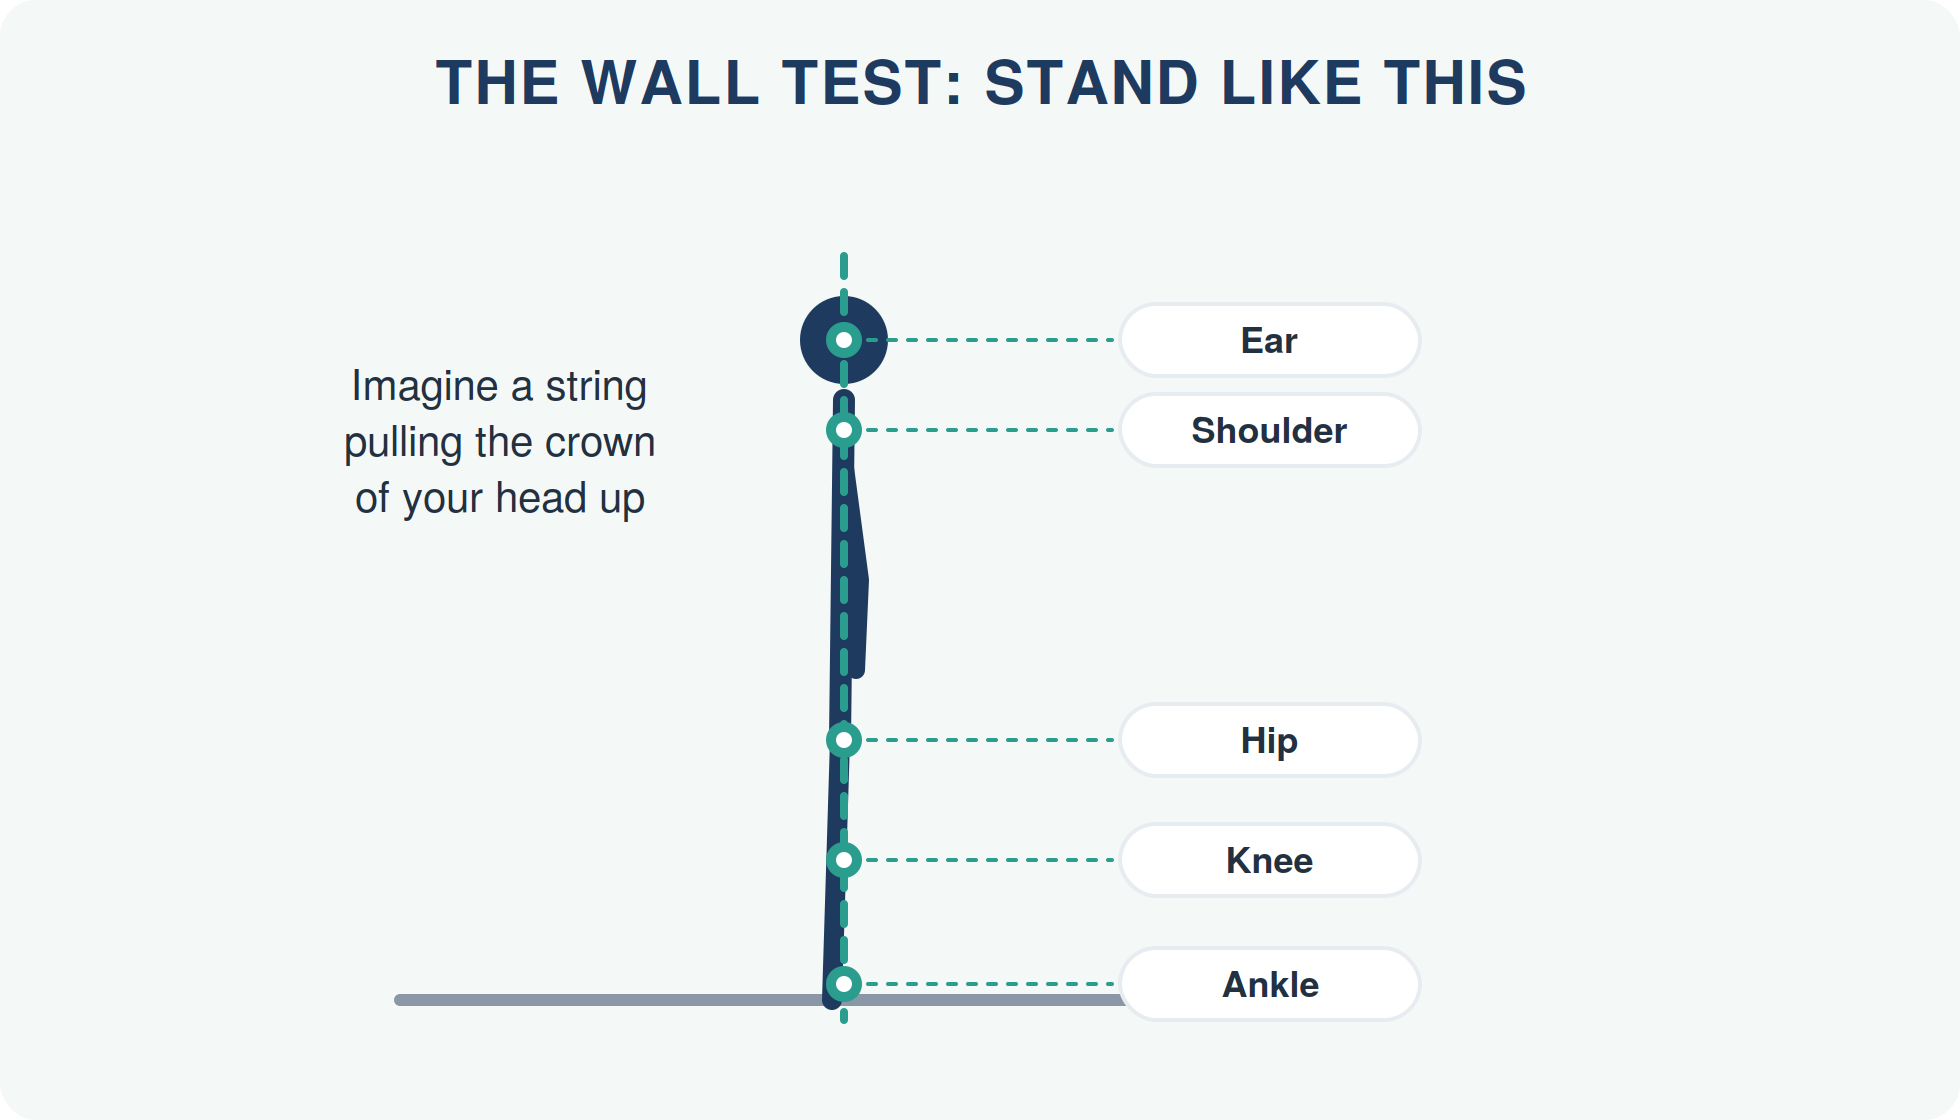 THE WALL TEST: STAND LIKE THIS
Imagine a string
pulling the crown
of your head up
Ear
Shoulder
Hip
Knee
Ankle